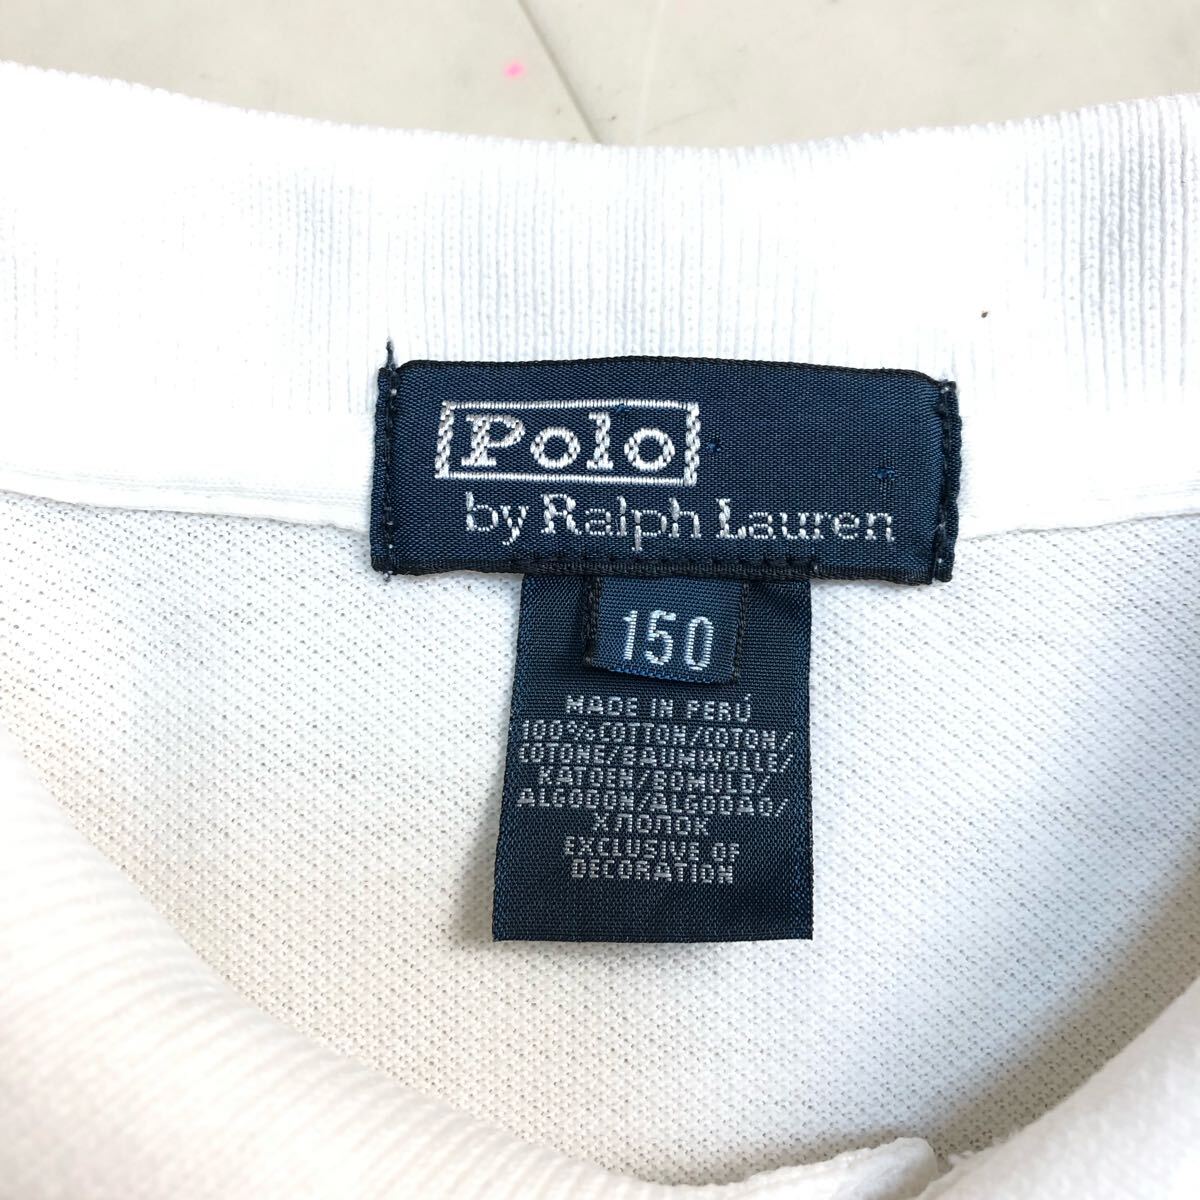 Polo
by Ralph Lauren
150
MADE IN PERÚ
100% COTTON/COTON/
COTONE/BAUMWOLLE/
KATOEN/BOMULD/
ALGODON/ALGODAO/
ХЛОПОК
EXCLUSIVE OF
DECORATION